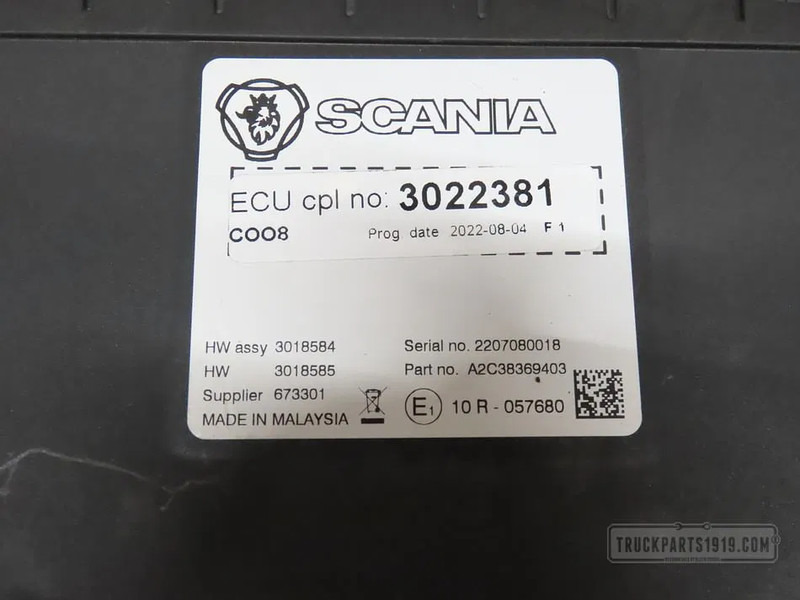 SCANIA
ECU cpl no: 3022381
COO8 Prog. date 2022-08-04 F 1
HW assy 3018584 Serial no. 2207080018
HW 3018585 Part no. A2C38369403
Supplier 673301
MADE IN MALAYSIA E1 10 R - 057680
TRUCKPARTS1919.COM